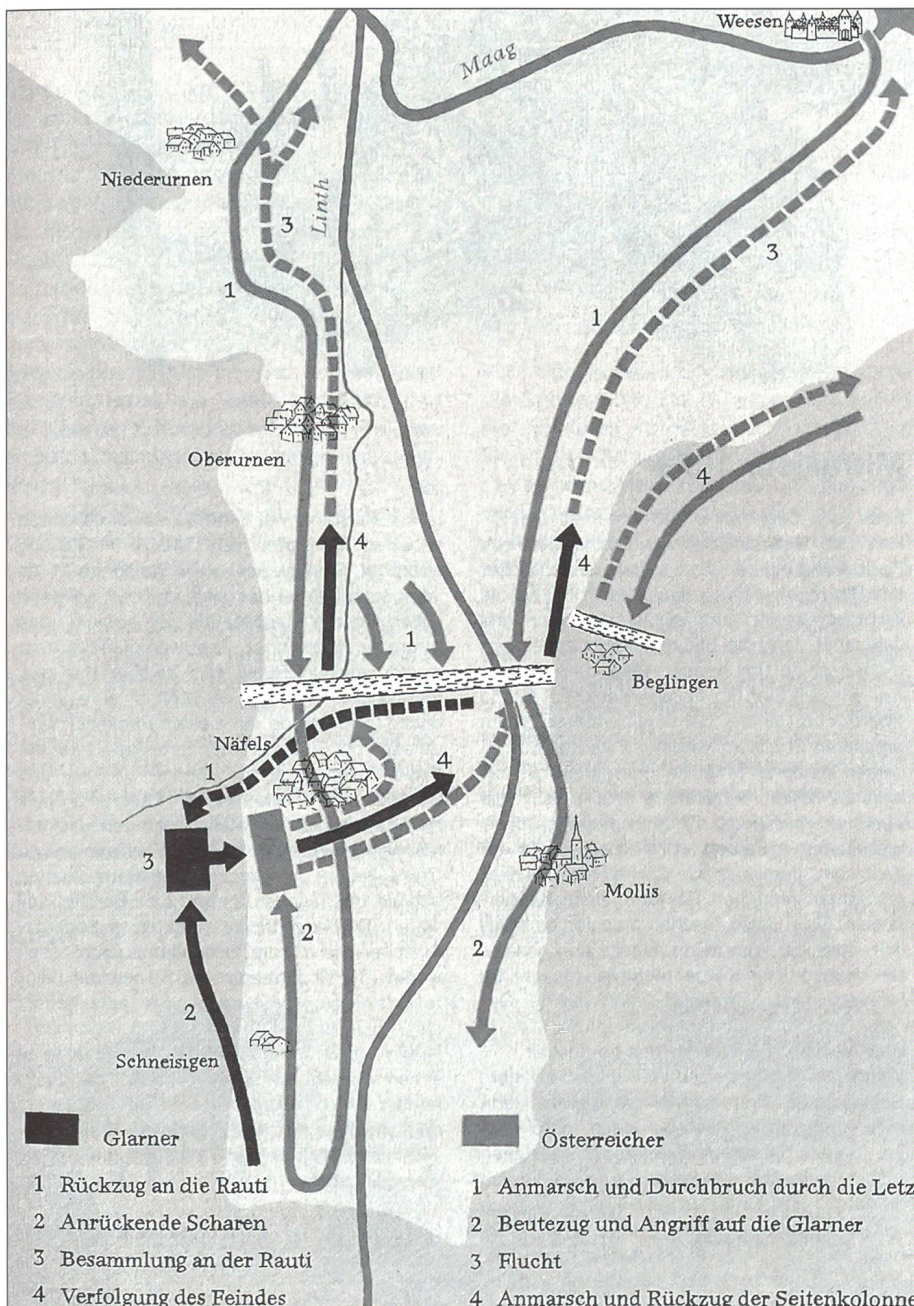 Weesen
Maag
Niederurnen
Linth
3
1
3
1
Oberurnen
4
4
4
1
Beglingen
Näfels
1
4
3
Mollis
2
2
2
Schneisigen
Glarner
1 Rückzug an die Rauti
2 Anrückende Scharen
3 Besammlung an der Rauti
4 Verfolgung des Feindes
Österreicher
1 Anmarsch und Durchbruch durch die Letz
2 Beutezug und Angriff auf die Glarner
3 Flucht
4 Anmarsch und Rückzug der Seitenkolonne